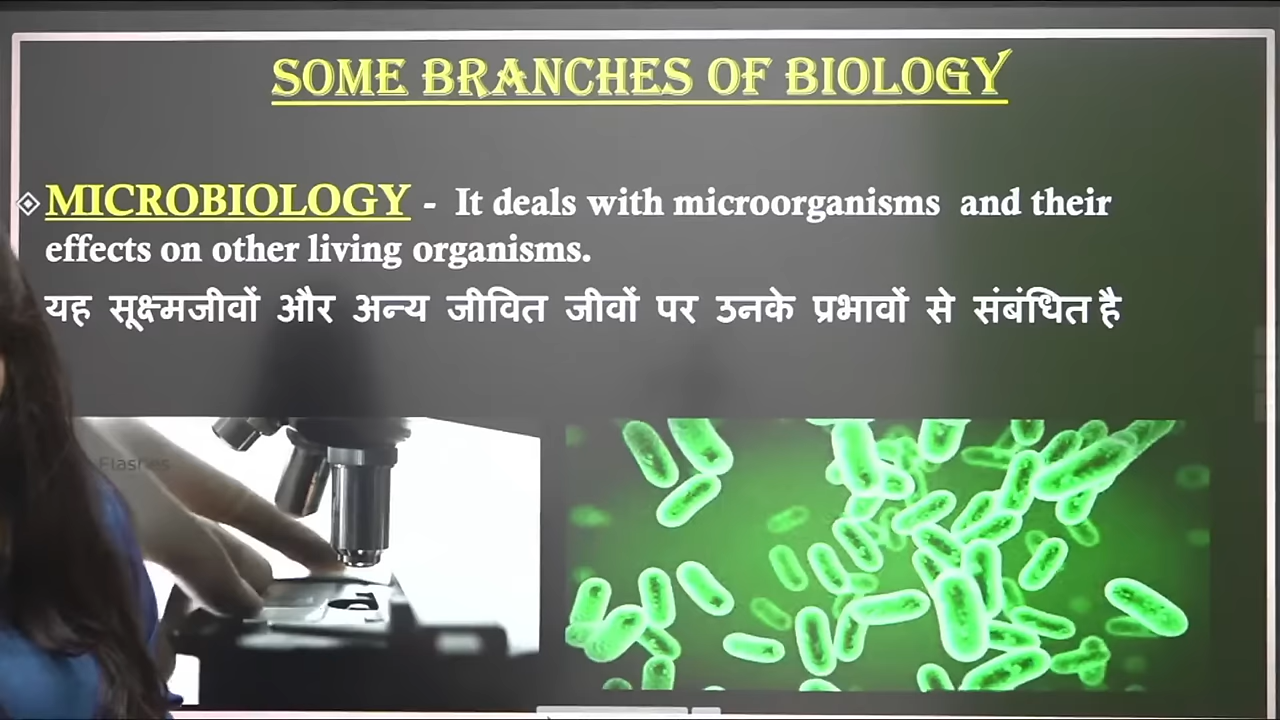 SOME BRANCHES OF BIOLOGY
MICROBIOLOGY - It deals with microorganisms and their
effects on other living organisms.
यह सूक्ष्मजीवों और अन्य जीवित जीवों पर उनके प्रभावों से संबंधित है
Flashes